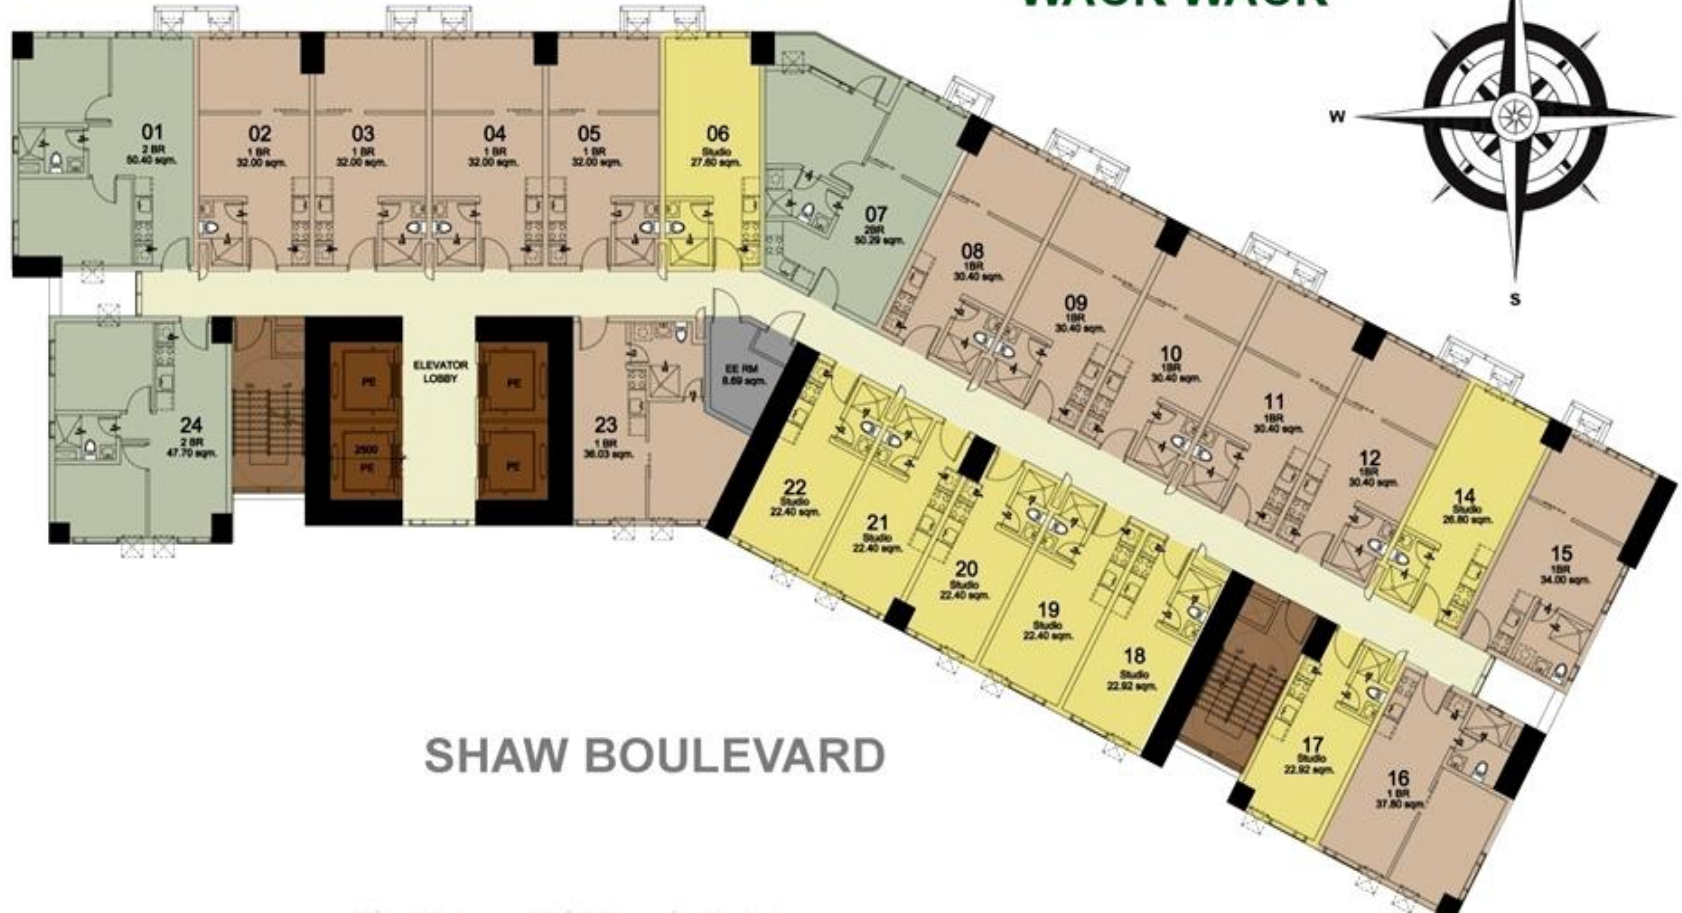 WACK WACK
W
S
01
2 BR
50.40 sqm.
02
1 BR
32.00 sqm.
03
1 BR
32.00 sqm.
04
1 BR
32.00 sqm.
05
1 BR
32.00 sqm.
06
Studio
27.60 sqm.
07
2BR
50.29 sqm.
08
1BR
30.40 sqm.
09
1BR
30.40 sqm.
10
1BR
30.40 sqm.
11
1BR
30.40 sqm.
12
1BR
30.40 sqm.
14
Studio
26.80 sqm.
15
1BR
34.00 sqm.
24
2 BR
47.70 sqm.
DN UP
PE
2500
PE
ELEVATOR
LOBBY
PE
PE
23
1 BR
36.03 sqm.
EE RM
8.69 sqm.
22
Studio
22.40 sqm.
21
Studio
22.40 sqm.
20
Studio
22.40 sqm.
19
Studio
22.40 sqm.
18
Studio
22.92 sqm.
UP DN
17
Studio
22.92 sqm.
16
1 BR
37.80 sqm.
SHAW BOULEVARD